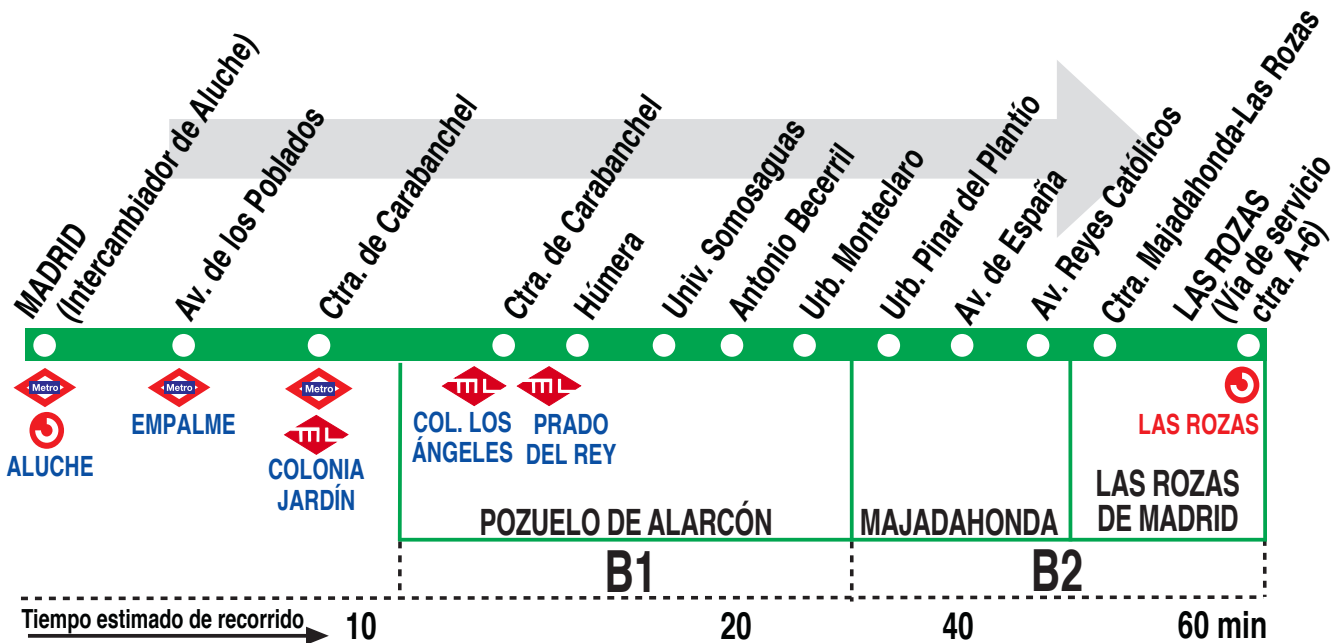 MADRID
(Intercambiador de Aluche)
Av. de los Poblados
Ctra. de Carabanchel
Ctra. de Carabanchel
Húmera
Univ. Somosaguas
Antonio Becerril
Urb. Monteclaro
Urb. Pinar del Plantío
Av. de España
Av. Reyes Católicos
Ctra. Majadahonda-Las Rozas
LAS ROZAS
(Vía de servicio
ctra. A-6)
Metro
ALUCHE
Metro
EMPALME
Metro
ML
COLONIA
JARDÍN
ML
COL. LOS
ÁNGELES
ML
PRADO
DEL REY
LAS ROZAS
POZUELO DE ALARCÓN
MAJADAHONDA
LAS ROZAS
DE MADRID
B1
B2
Tiempo estimado de recorrido
10
20
40
60 min